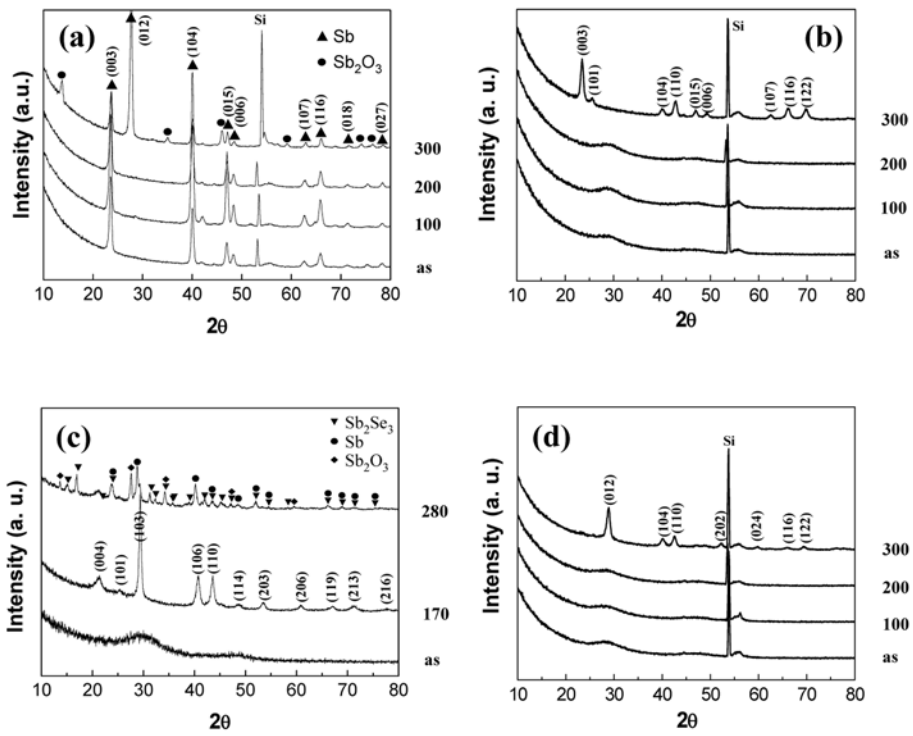 (a)
(003)
(012)
(104)
(015)
(006)
Si
(107)
(116)
(018)
(027)
Sb
Sb2O3
300
200
100
as
Intensity (a. u.)
10 20 30 40 50 60 70 80
2θ
(b)
(003)
(101)
(104)
(110)
(015)
(006)
Si
(107)
(116)
(122)
300
200
100
as
Intensity (a. u.)
10 20 30 40 50 60 70 80
2θ
(c)
Sb2Se3
Sb
Sb2O3
280
(004)
(101)
(103)
(106)
(110)
(114)
(203)
(206)
(119)
(213)
(216)
170
as
Intensity (a. u.)
10 20 30 40 50 60 70 80
2θ
(d)
(012)
(104)
(110)
(202)
Si
(024)
(116)
(122)
300
200
100
as
Intensity (a. u.)
10 20 30 40 50 60 70 80
2θ